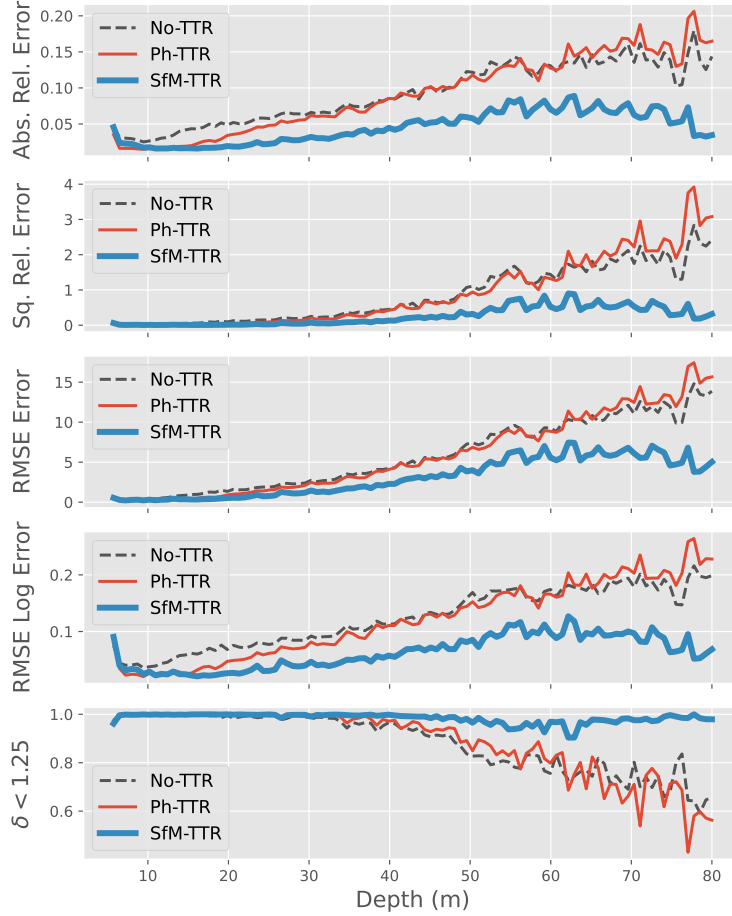 Abs. Rel. Error
0.20
0.15
0.10
0.05
No-TTR
Ph-TTR
SfM-TTR
Sq. Rel. Error
4
3
2
1
0
No-TTR
Ph-TTR
SfM-TTR
RMSE Error
15
10
5
0
No-TTR
Ph-TTR
SfM-TTR
RMSE Log Error
0.2
0.1
No-TTR
Ph-TTR
SfM-TTR
δ < 1.25
1.0
0.8
0.6
No-TTR
Ph-TTR
SfM-TTR
10 20 30 40 50 60 70 80
Depth (m)